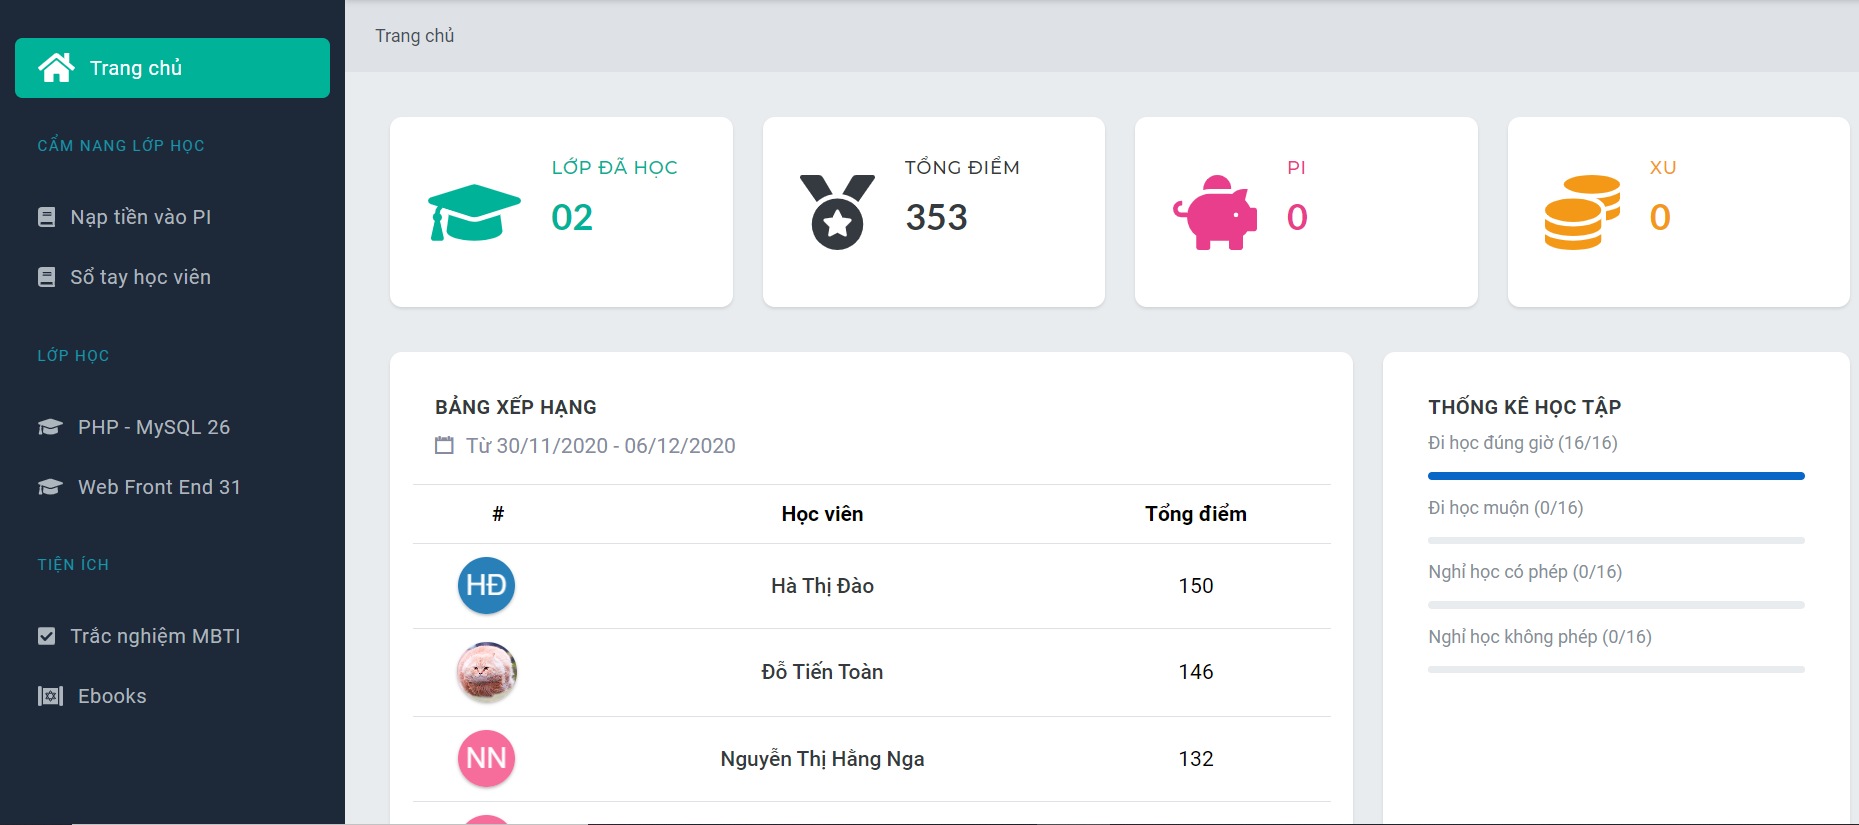 Trang chủ
CẨM NANG LỚP HỌC
Nạp tiền vào PI
Sổ tay học viên
LỚP HỌC
PHP - MySQL 26
Web Front End 31
TIỆN ÍCH
Trắc nghiệm MBTI
Ebooks
Trang chủ
LỚP ĐÃ HỌC
02
TỔNG ĐIỂM
353
PI
0
XU
0
BẢNG XẾP HẠNG
Từ 30/11/2020 - 06/12/2020
# Học viên Tổng điểm
HĐ Hà Thị Đào 150
Đỗ Tiến Toàn 146
NN Nguyễn Thị Hằng Nga 132
THỐNG KÊ HỌC TẬP
Đi học đúng giờ (16/16)
Đi học muộn (0/16)
Nghỉ học có phép (0/16)
Nghỉ học không phép (0/16)